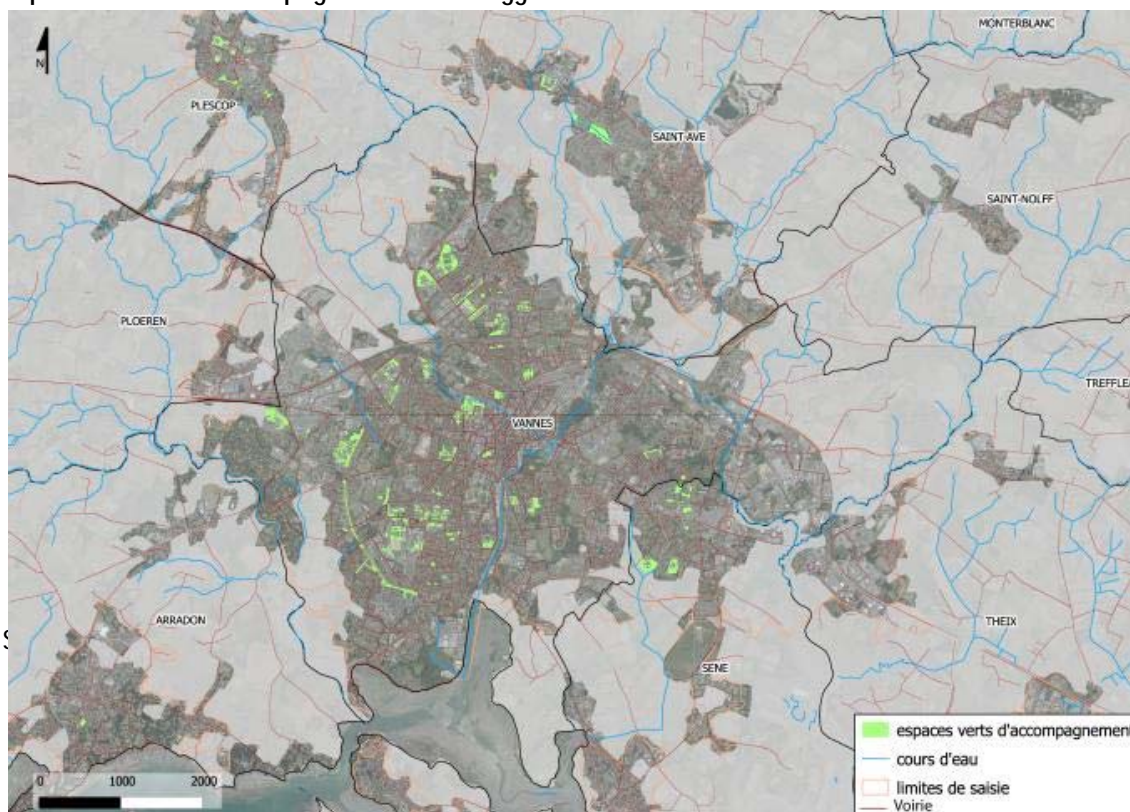 MONTERBLANC
N
PLESCOP
SAINT-AVE
SAINT-NOLFF
PLOEREN
TREFFLEA
VANNES
ARRADON
THEIX
SENE
S
espaces verts d'accompagnement
cours d'eau
limites de saisie
Voirie
0 1000 2000